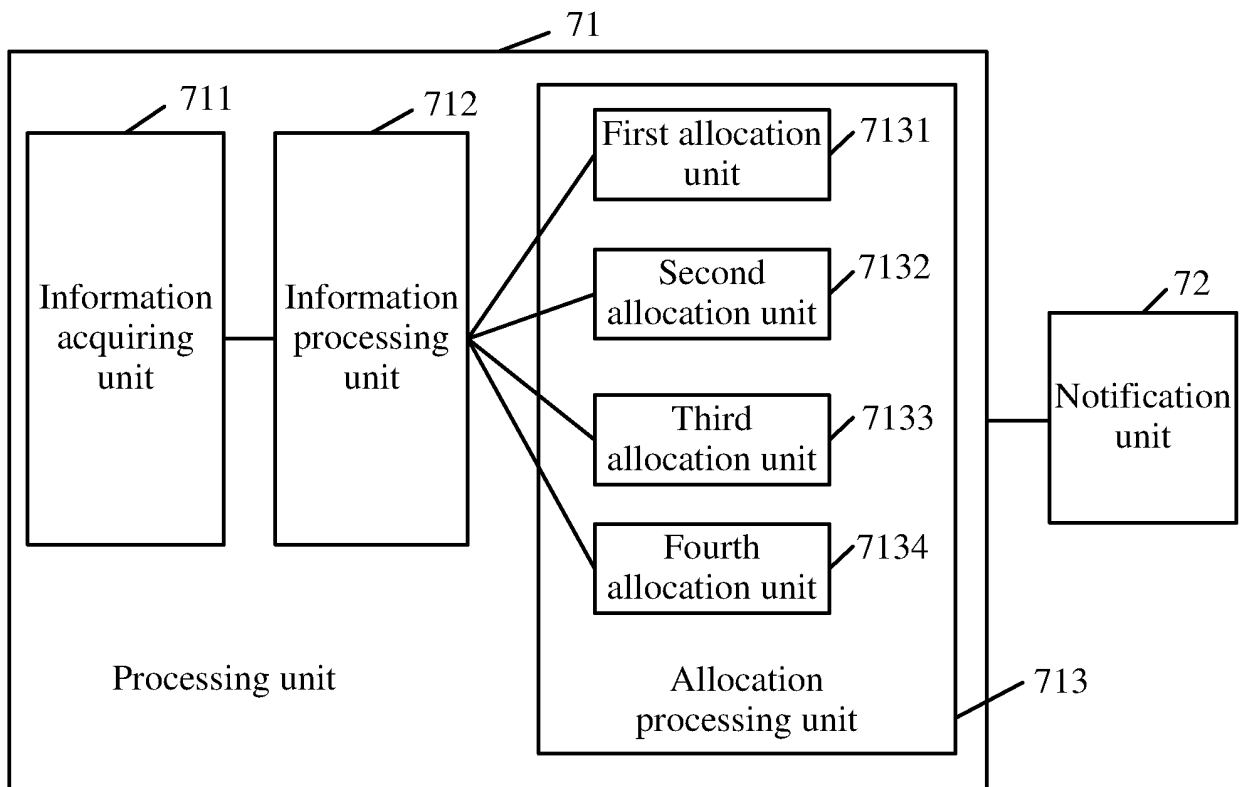 71
711
712
First allocation
unit
7131
Second
allocation unit
7132
72
Information
acquiring
unit
Information
processing
unit
Third
allocation unit
7133
Notification
unit
Fourth
allocation unit
7134
Processing unit
Allocation
processing unit
713